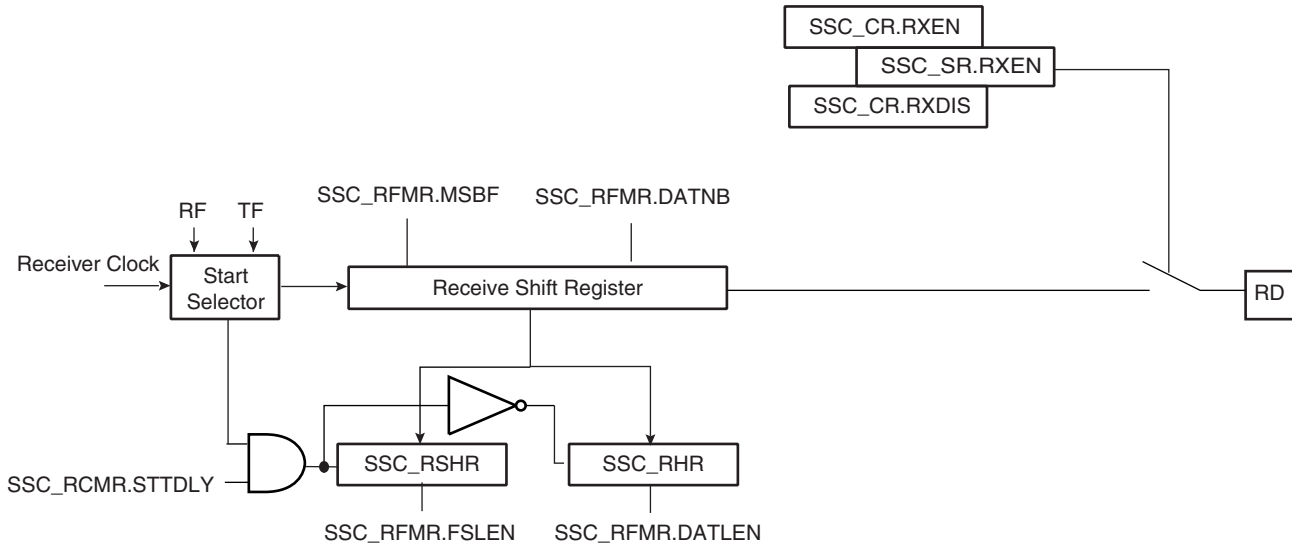 SSC_CR.RXEN
SSC_SR.RXEN
SSC_CR.RXDIS
SSC_RFMR.MSBF
SSC_RFMR.DATNB
RF
TF
Receiver Clock
Start
Selector
Receive Shift Register
RD
SSC_RSHR
SSC_RHR
SSC_RCMR.STTDLY
SSC_RFMR.FSLEN
SSC_RFMR.DATLEN